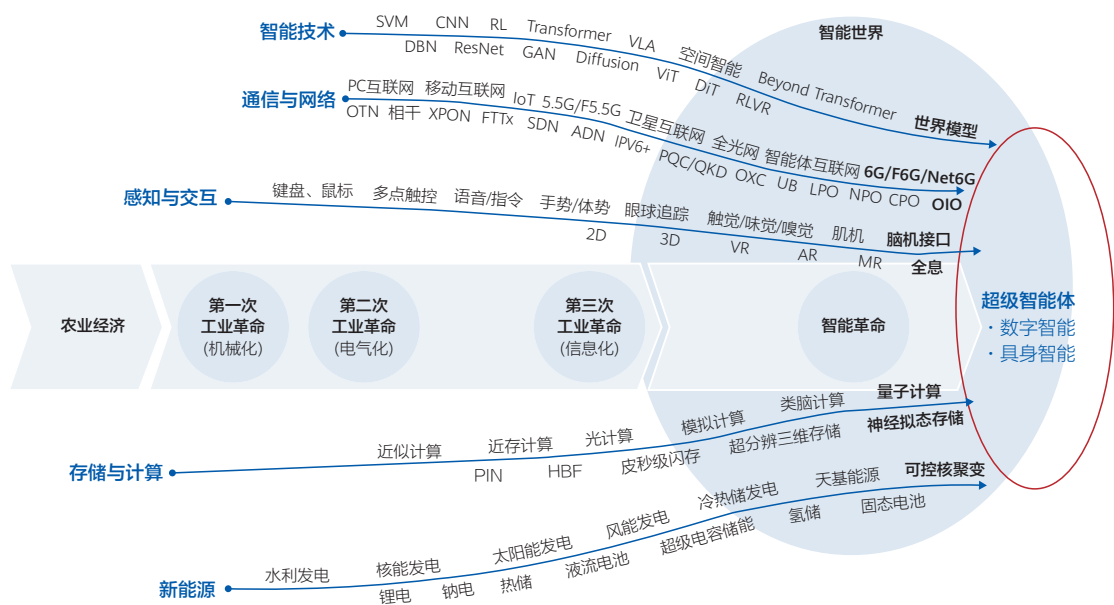 智能技术
SVM CNN RL Transformer VLA 空间智能 Beyond Transformer 世界模型
DBN ResNet GAN Diffusion ViT DiT RLVR
智能世界
通信与网络
PC互联网 移动互联网 IoT 5.5G/F5.5G 卫星互联网 全光网 智能体互联网 6G/F6G/Net6G
OTN 相干 XPON FTTx SDN ADN IPV6+ PQC/QKD OXC UB LPO NPO CPO OIO
感知与交互
键盘、鼠标 多点触控 语音/指令 手势/体势 眼球追踪 触觉/味觉/嗅觉 肌机 脑机接口
2D 3D VR AR MR 全息
农业经济
第一次
工业革命
(机械化)
第二次
工业革命
(电气化)
第三次
工业革命
(信息化)
智能革命
超级智能体
· 数字智能
· 具身智能
存储与计算
近似计算 近存计算 光计算 模拟计算 类脑计算 量子计算
PIN HBF 皮秒级闪存 超分辨三维存储 神经拟态存储
新能源
水利发电 核能发电 太阳能发电 风能发电 冷热储发电 天基能源 可控核聚变
锂电 钠电 热储 液流电池 超级电容储能 氢储 固态电池